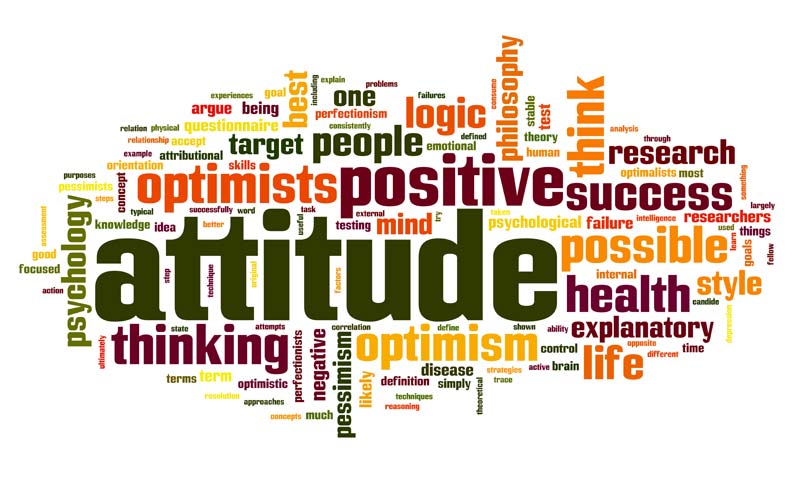 experiences
goal
best
including
explain
problems
failures
consume
philosophy
argue
being
one
perfectionism
logic
stable
test
think
relation
physical
questionnaire
consistently
defined
theory
analysis
relationship
accept
target
people
emotional
human
through
research
example
attributional
orientation
skills
optimalists
most
something
purposes
pessimists
steps
concept
optimists
positive
success
typical
successfully
word
useful
task
external
try
taken
largely
knowledge
idea
better
testing
mind
psychological
failure
intelligence
researchers
assessment
psychology
attitude
possible
used
learn
things
good
focused
goals
fellow
action
step
technique
original
factors
internal
health
candide
style
depression
ultimately
thinking
state
attempts
correlation
define
shown
ability
explanatory
perfectionists
negative
pessimism
optimism
control
opposite
different
time
terms
term
optimistic
likely
disease
definition
simply
strategies
active
brain
life
trace
theoretical
resolution
approaches
techniques
reasoning
concepts
much